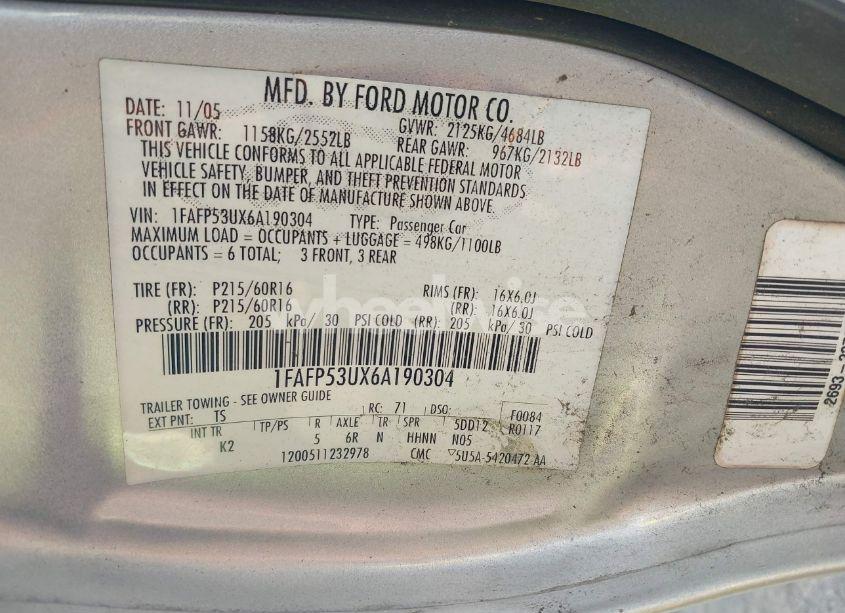 MFD. BY FORD MOTOR CO.
DATE: 11/05 GVWR: 2125KG/4684LB
FRONT GAWR: 1158KG/2552LB REAR GAWR: 967KG/2132LB
THIS VEHICLE CONFORMS TO ALL APPLICABLE FEDERAL MOTOR
VEHICLE SAFETY, BUMPER, AND THEFT PREVENTION STANDARDS
IN EFFECT ON THE DATE OF MANUFACTURE SHOWN ABOVE.
VIN: 1FAFP53UX6A190304 TYPE: Passenger Car
MAXIMUM LOAD = OCCUPANTS + LUGGAGE = 498KG/1100LB
OCCUPANTS = 6 TOTAL; 3 FRONT, 3 REAR
TIRE (FR): P215/60R16 RIMS (FR): 16X6.0J
(RR): P215/60R16 (RR): 16X6.0J
PRESSURE (FR): 205 kPa/ 30 PSI COLD (RR): 205 kPa/ 30 PSI COLD
wheelwise
1FAFP53UX6A190304
TRAILER TOWING - SEE OWNER GUIDE
EXT PNT: TS RC: 71 DSO: F0084
INT TR TP/PS R AXLE TR SPR 5DD12 R0117
K2 5 6R N HHNN N05
1200511232978 CMC ▽5U5A-5420472 AA